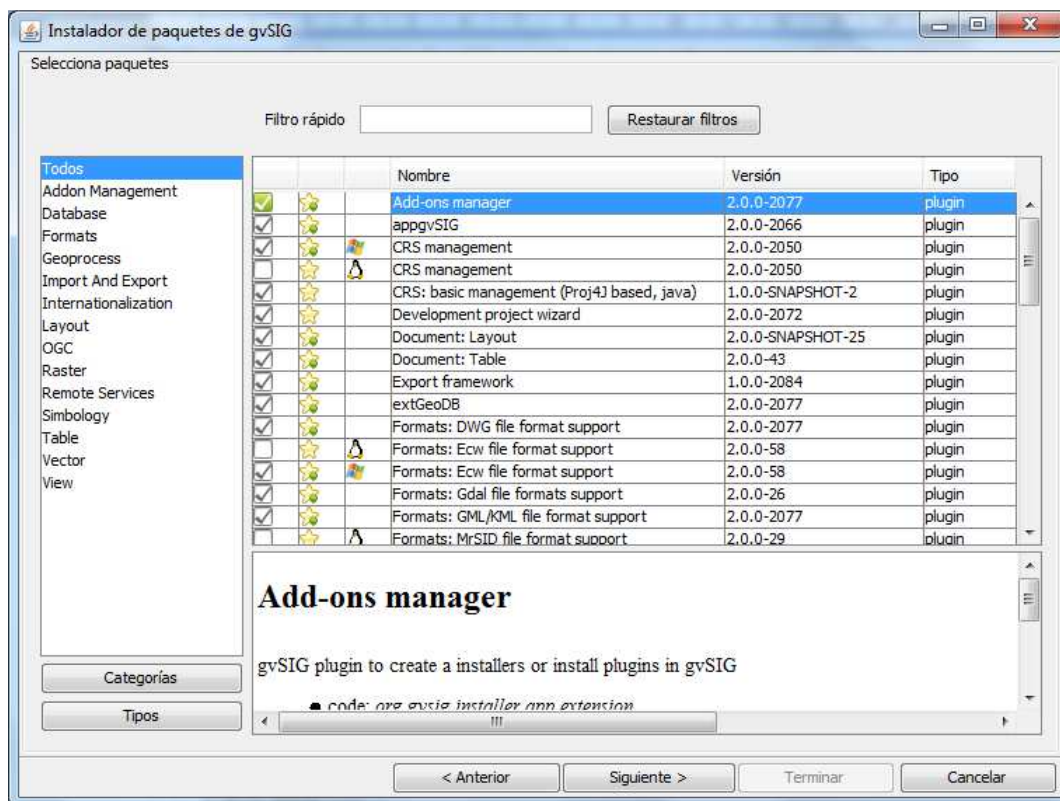 Instalador de paquetes de gvSIG
Selecciona paquetes
Filtro rápido
Restaurar filtros
Todos
Addon Management
Database
Formats
Geoprocess
Import And Export
Internationalization
Layout
OGC
Raster
Remote Services
Simbology
Table
Vector
View
Categorías
Tipos
Nombre Versión Tipo
Add-ons manager 2.0.0-2077 plugin
appgvSIG 2.0.0-2066 plugin
CRS management 2.0.0-2050 plugin
CRS management 2.0.0-2050 plugin
CRS: basic management (Proj4J based, java) 1.0.0-SNAPSHOT-2 plugin
Development project wizard 2.0.0-2072 plugin
Document: Layout 2.0.0-SNAPSHOT-25 plugin
Document: Table 2.0.0-43 plugin
Export framework 1.0.0-2084 plugin
extGeoDB 2.0.0-2077 plugin
Formats: DWG file format support 2.0.0-2077 plugin
Formats: Ecw file format support 2.0.0-58 plugin
Formats: Ecw file format support 2.0.0-58 plugin
Formats: Gdal file formats support 2.0.0-26 plugin
Formats: GML/KML file format support 2.0.0-2077 plugin
Formats: MrSID file format support 2.0.0-29 plugin
Add-ons manager
gvSIG plugin to create a installers or install plugins in gvSIG
code: org.gvsig.installer.app.extension
< Anterior
Siguiente >
Terminar
Cancelar